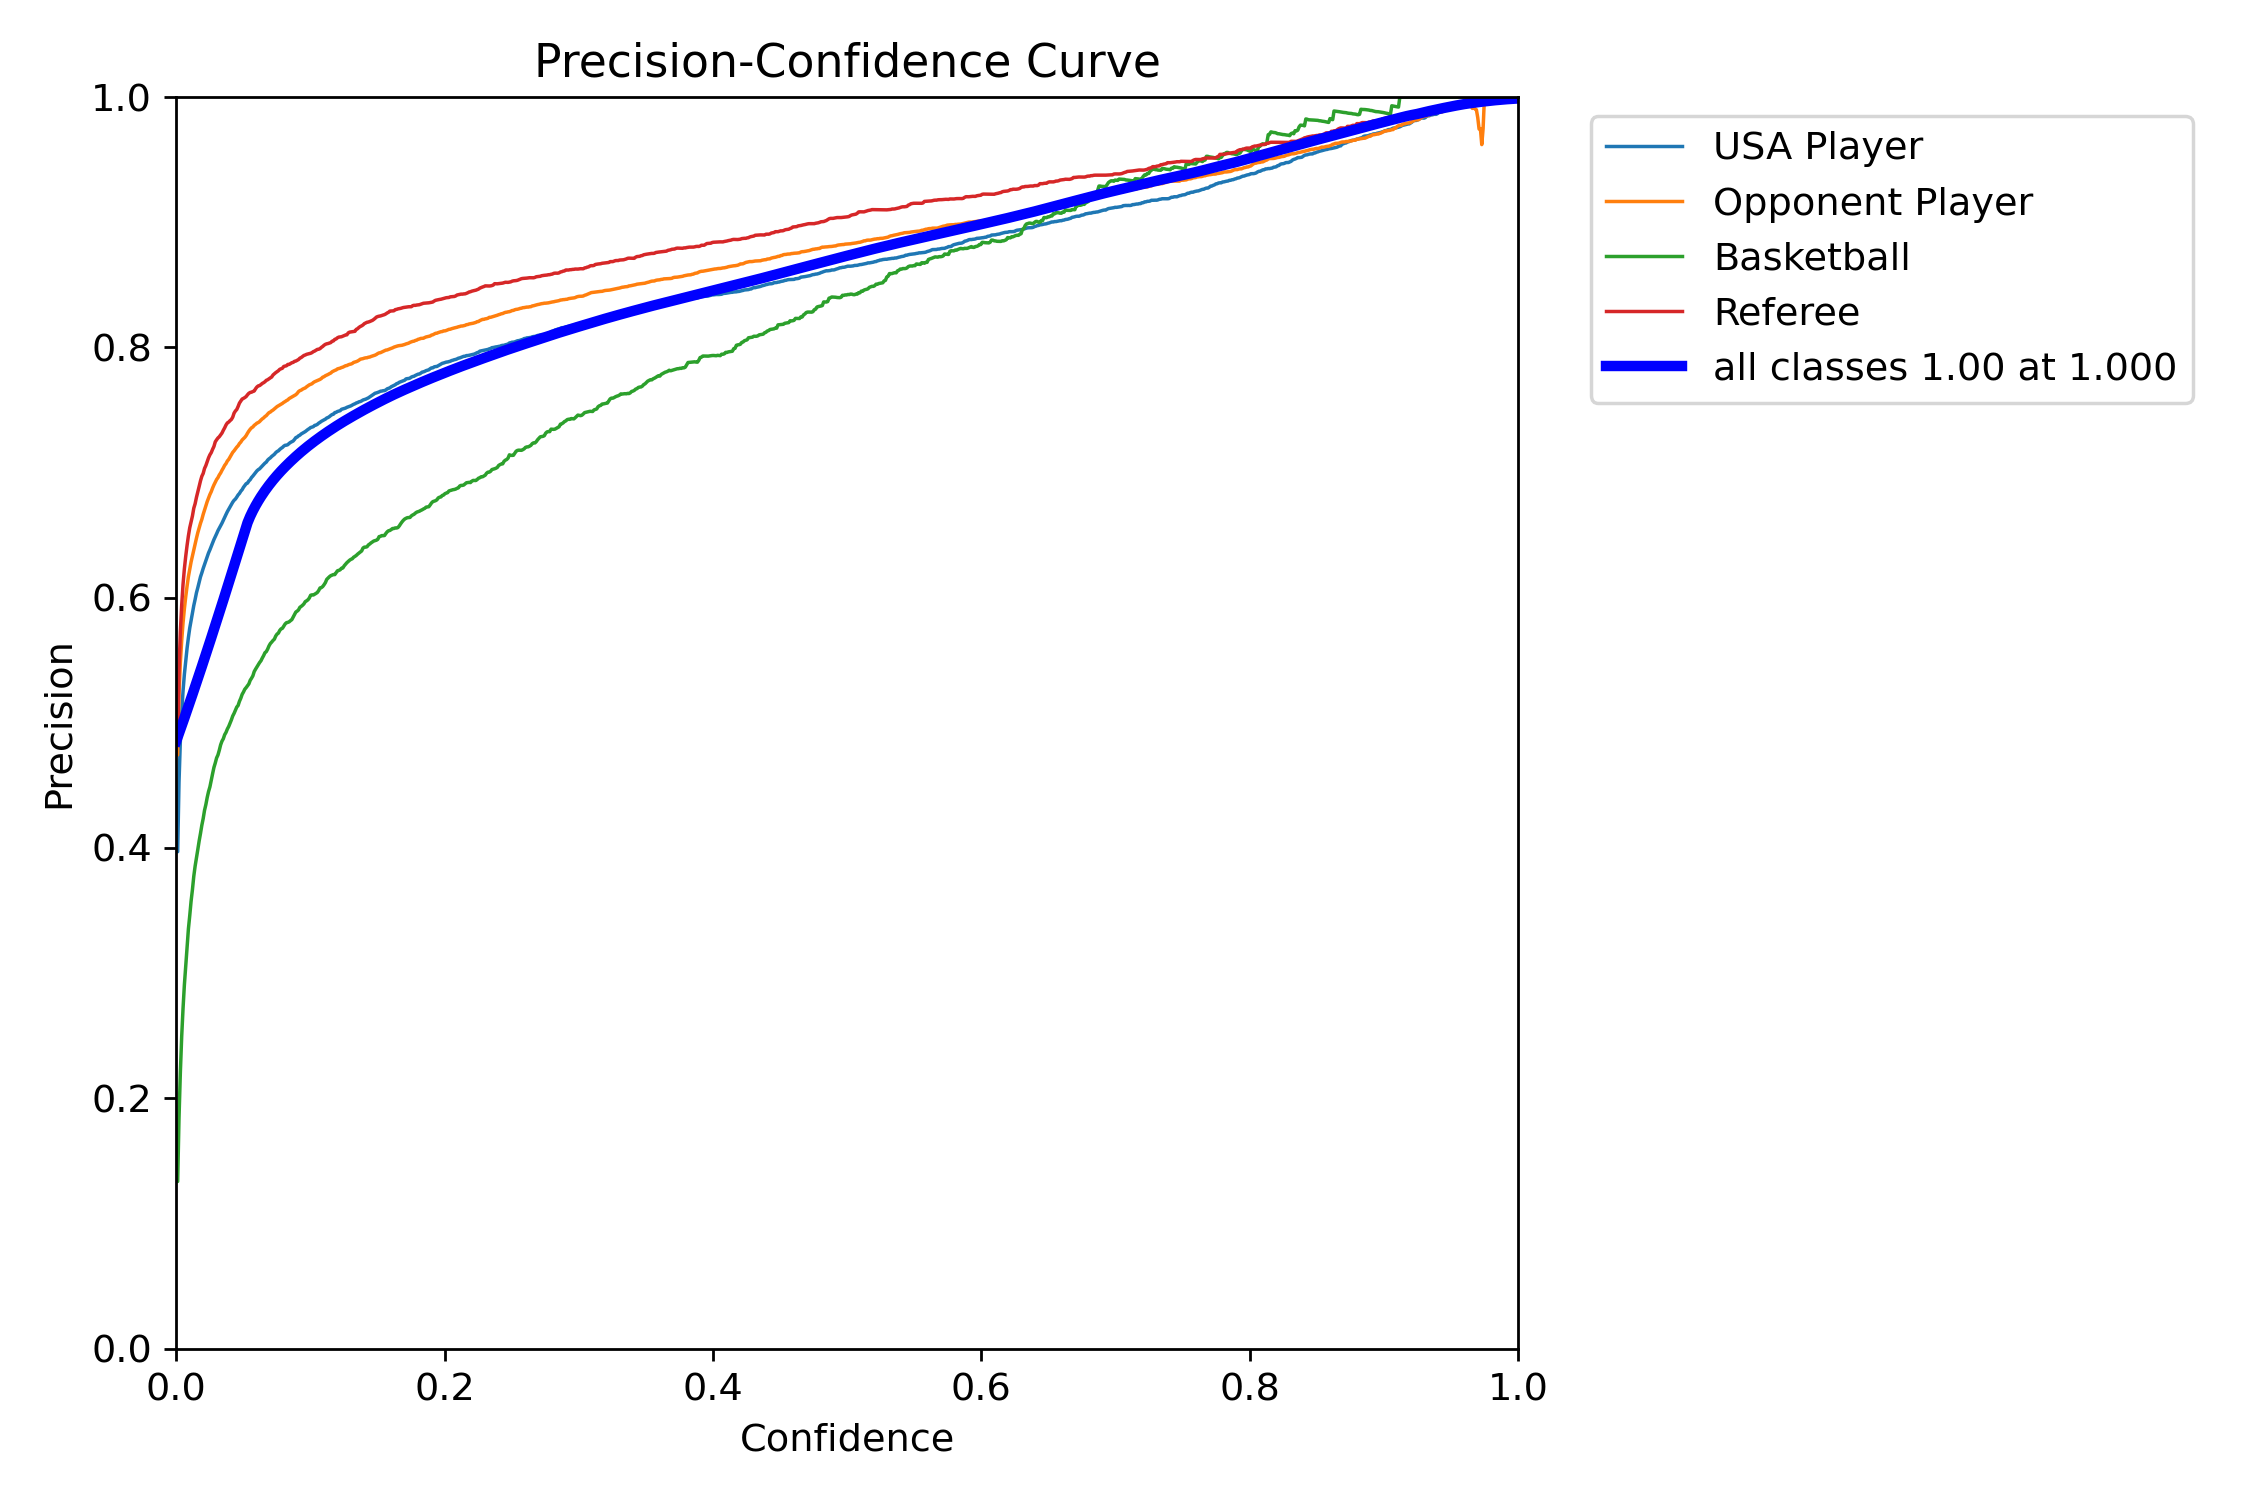 Precision-Confidence Curve
1.0
0.8
0.6
0.4
0.2
0.0
Precision
0.0 0.2 0.4 0.6 0.8 1.0
Confidence
USA Player
Opponent Player
Basketball
Referee
all classes 1.00 at 1.000